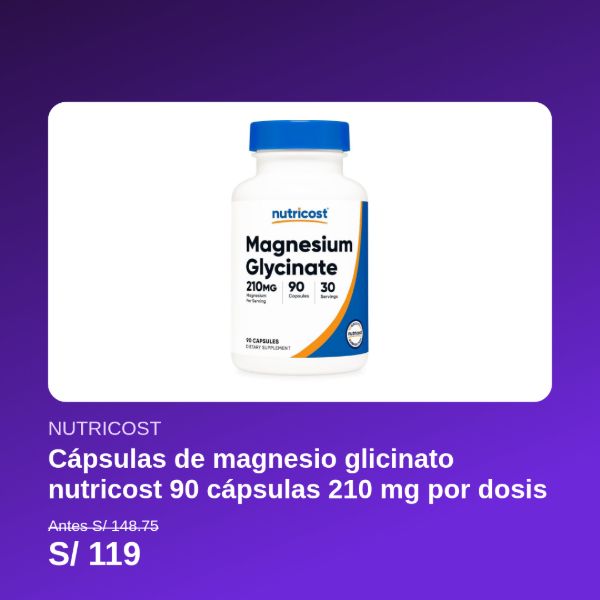 nutricost
Magnesium
Glycinate
210MG 90 30
Magnesium Capsules Servings
Per Serving
90 CAPSULES
DIETARY SUPPLEMENT
nutricost
NUTRICOST
Cápsulas de magnesio glicinato
nutricost 90 cápsulas 210 mg por dosis
Antes S/ 148.75
S/ 119